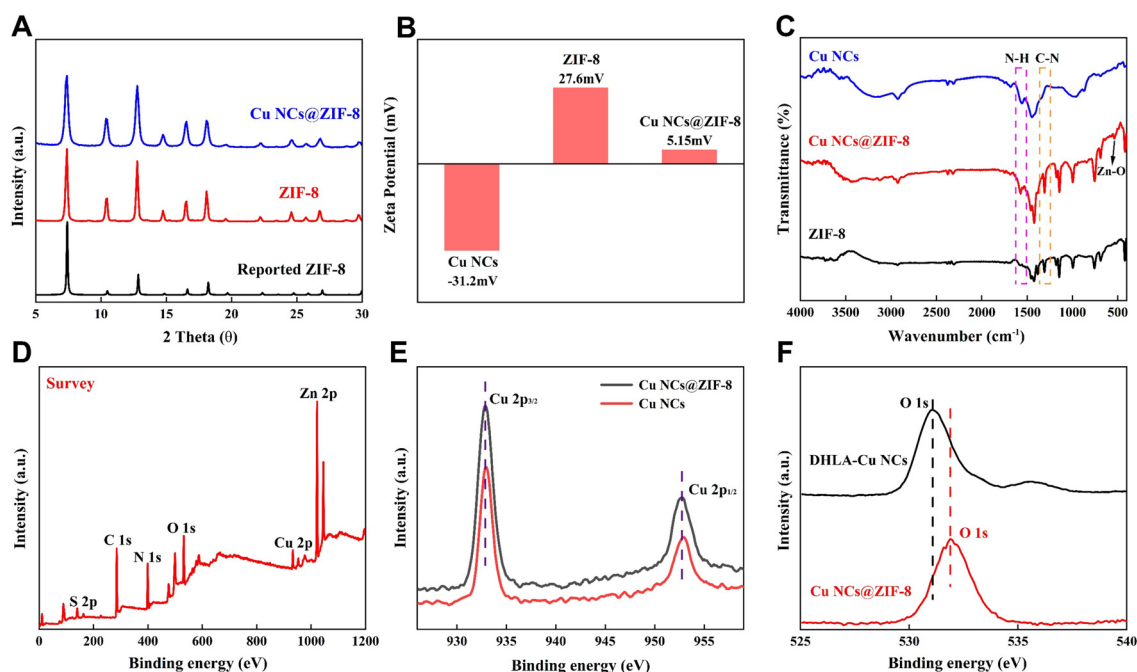 A
Cu NCs@ZIF-8
ZIF-8
Reported ZIF-8
Intensity (a.u.)
5 10 15 20 25 30
2 Theta (θ)
B
ZIF-8
27.6mV
Cu NCs@ZIF-8
5.15mV
Cu NCs
-31.2mV
Zeta Potential (mV)
C
Cu NCs
N-H C-N
Cu NCs@ZIF-8
Zn-O
ZIF-8
Transmittance (%)
4000 3500 3000 2500 2000 1500 1000 500
Wavenumber (cm⁻¹)
D
Survey
Zn 2p
C 1s
O 1s
N 1s
Cu 2p
S 2p
Intensity (a.u.)
0 200 400 600 800 1000 1200
Binding energy (eV)
E
Cu NCs@ZIF-8
Cu NCs
Cu 2p3/2
Cu 2p1/2
Intensity (a.u.)
930 940 950
Binding energy (eV)
F
O 1s
DHLA-Cu NCs
O 1s
Cu NCs@ZIF-8
Intensity (a.u.)
525 530 535 540
Binding energy (eV)